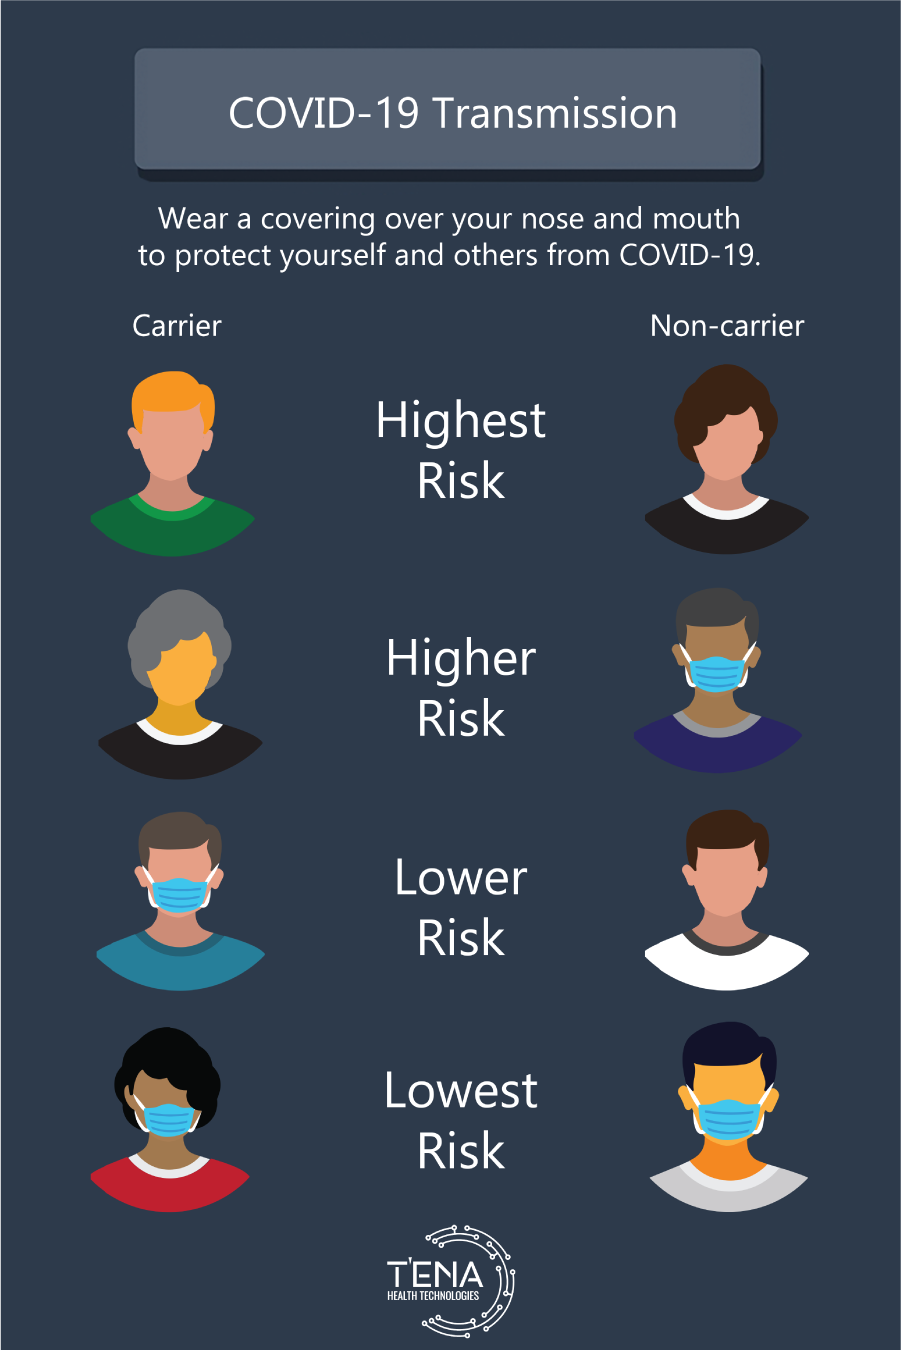 COVID-19 Transmission
Wear a covering over your nose and mouth
to protect yourself and others from COVID-19.
Carrier
Non-carrier
Highest
Risk
Higher
Risk
Lower
Risk
Lowest
Risk
T'ENA
HEALTH TECHNOLOGIES